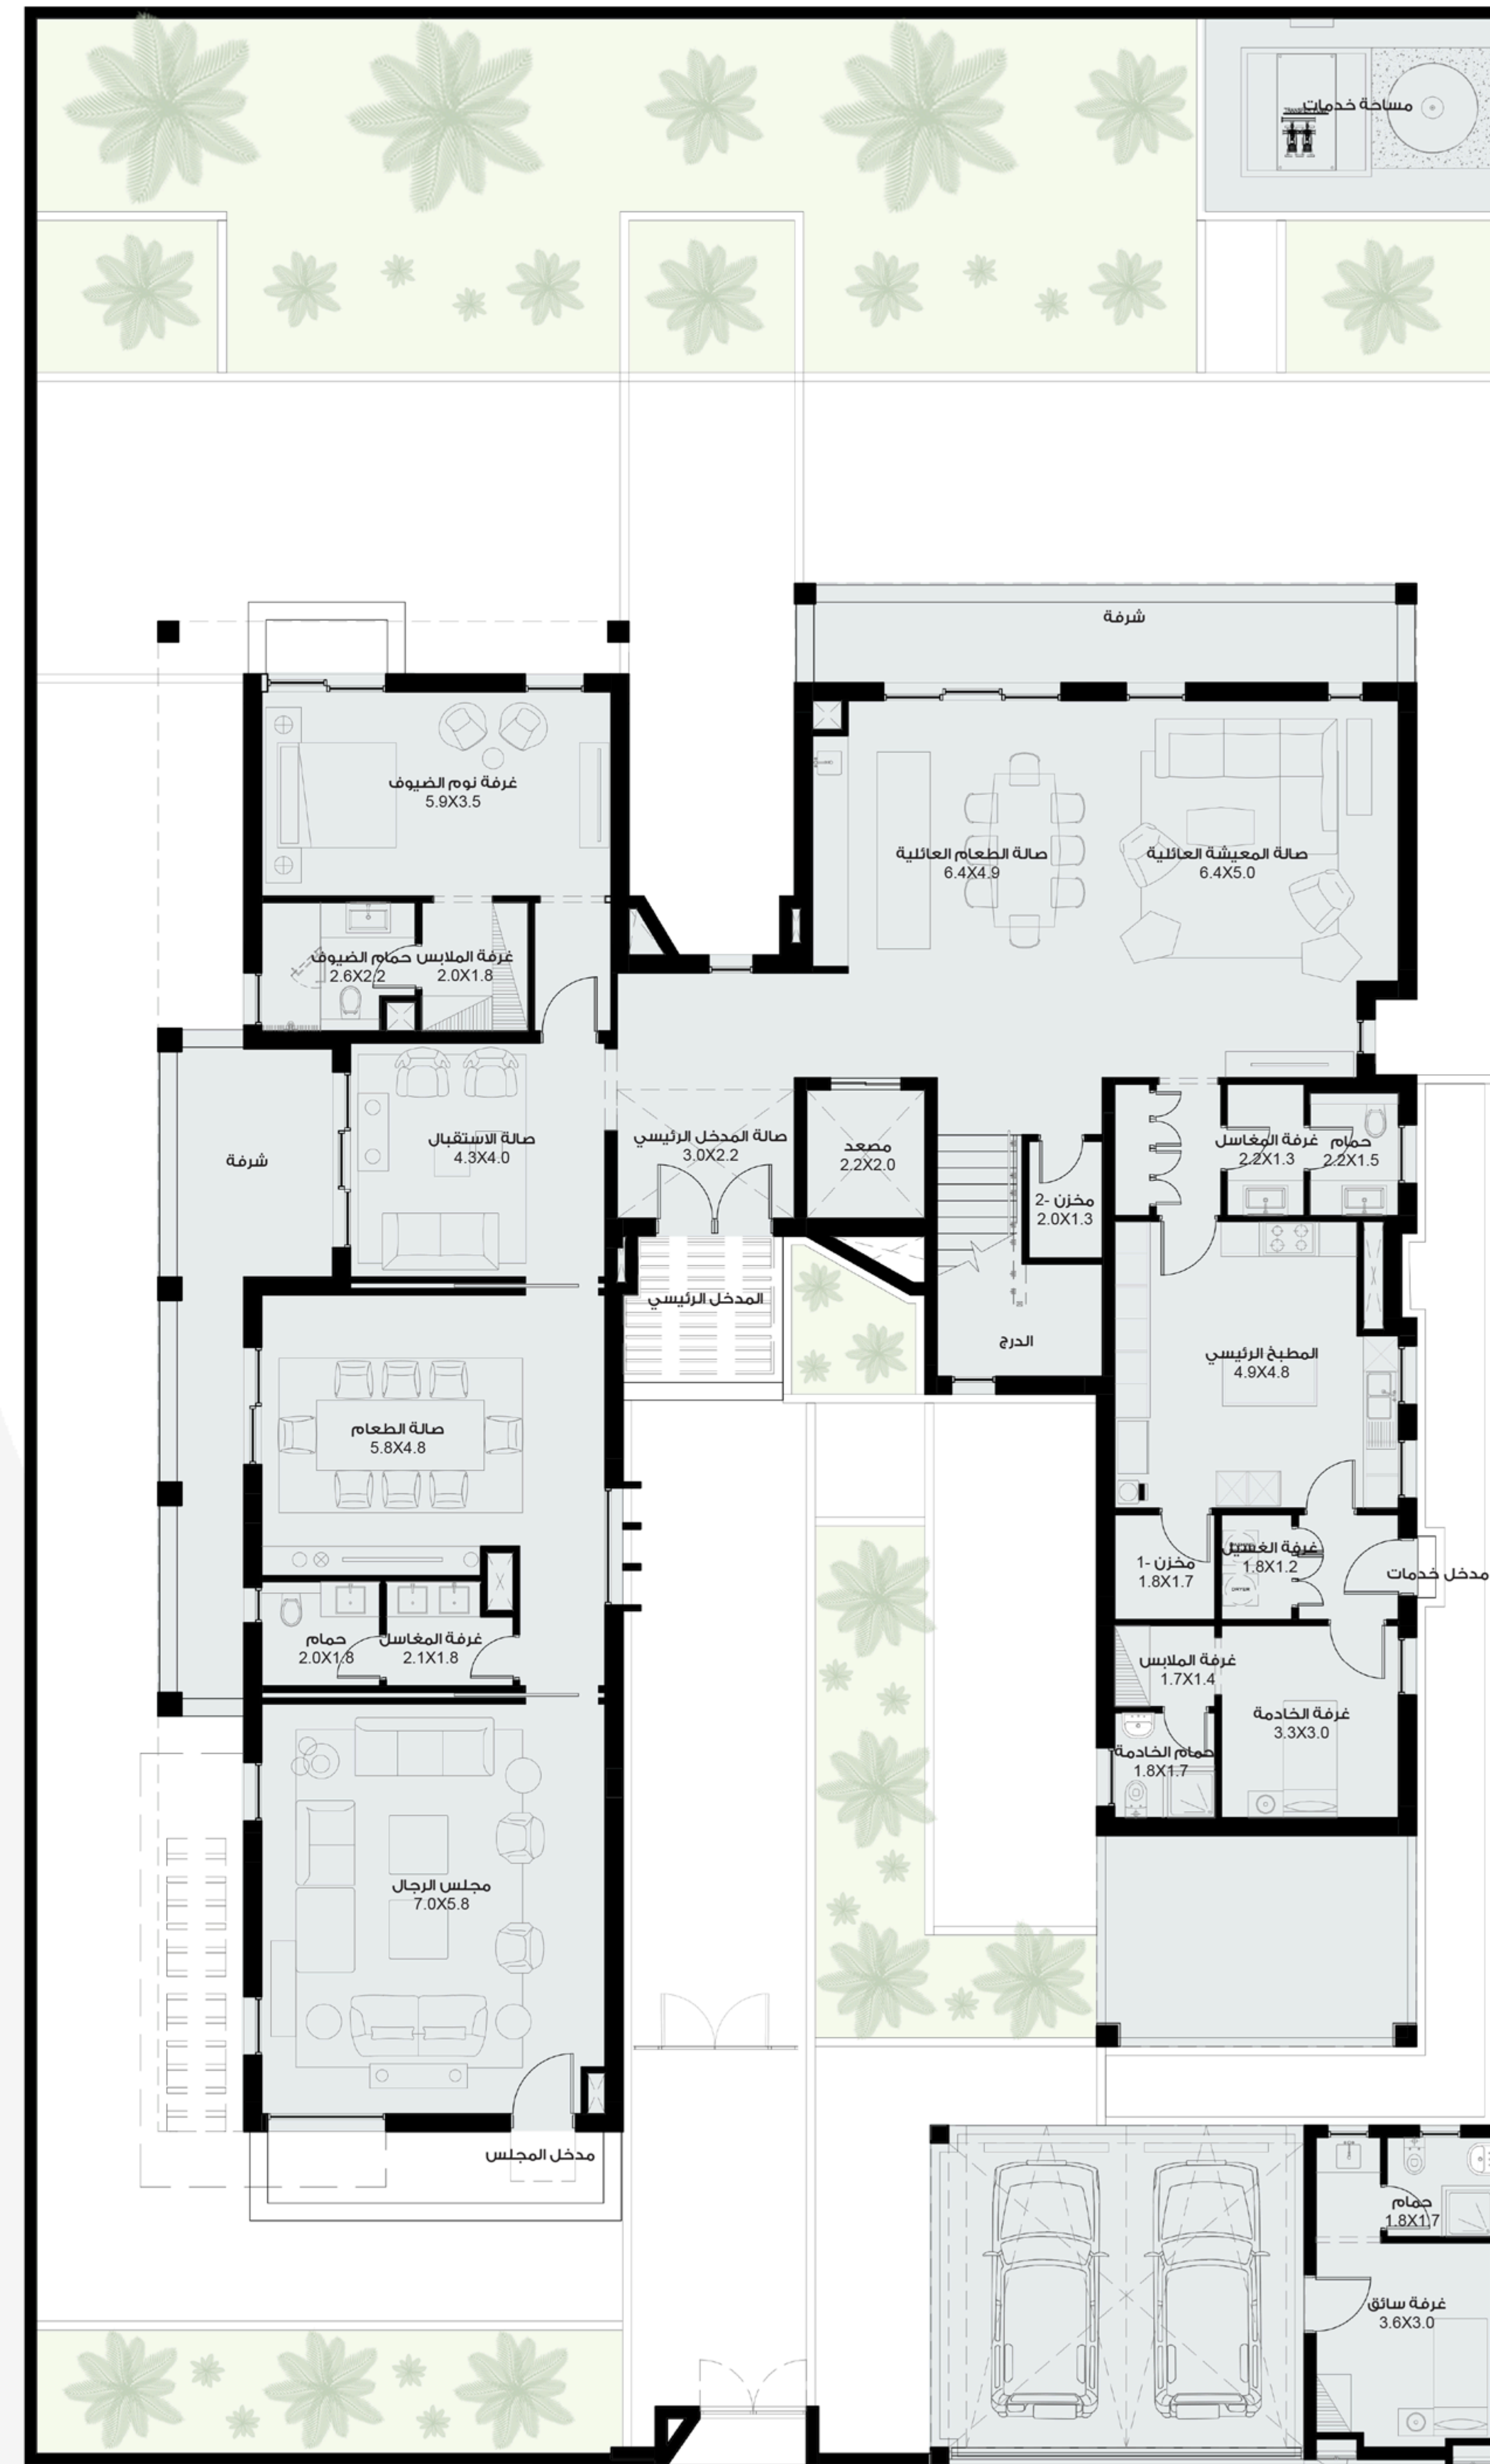 مساحة خدمات
شرفة
غرفة نوم الضيوف
5.9X3.5
صالة الطعام العائلية
6.4X4.9
صالة المعيشة العائلية
6.4X5.0
حمام الضيوف
2.6X2.2
غرفة الملابس
2.0X1.8
صالة الاستقبال
4.3X4.0
صالة المدخل الرئيسي
3.0X2.2
مصعد
2.2X2.0
غرفة المغاسل
2.2X1.3
حمام
2.2X1.5
شرفة
مخزن -2
2.0X1.3
المدخل الرئيسي
الدرج
المطبخ الرئيسي
4.9X4.8
صالة الطعام
5.8X4.8
مخزن -1
1.8X1.7
غرفة الغسيل
1.8X1.2
DRYER
مدخل خدمات
حمام
2.0X1.8
غرفة المغاسل
2.1X1.8
غرفة الملابس
1.7X1.4
غرفة الخادمة
3.3X3.0
حمام الخادمة
1.8X1.7
مجلس الرجال
7.0X5.8
مدخل المجلس
حمام
1.8X1.7
غرفة سائق
3.6X3.0